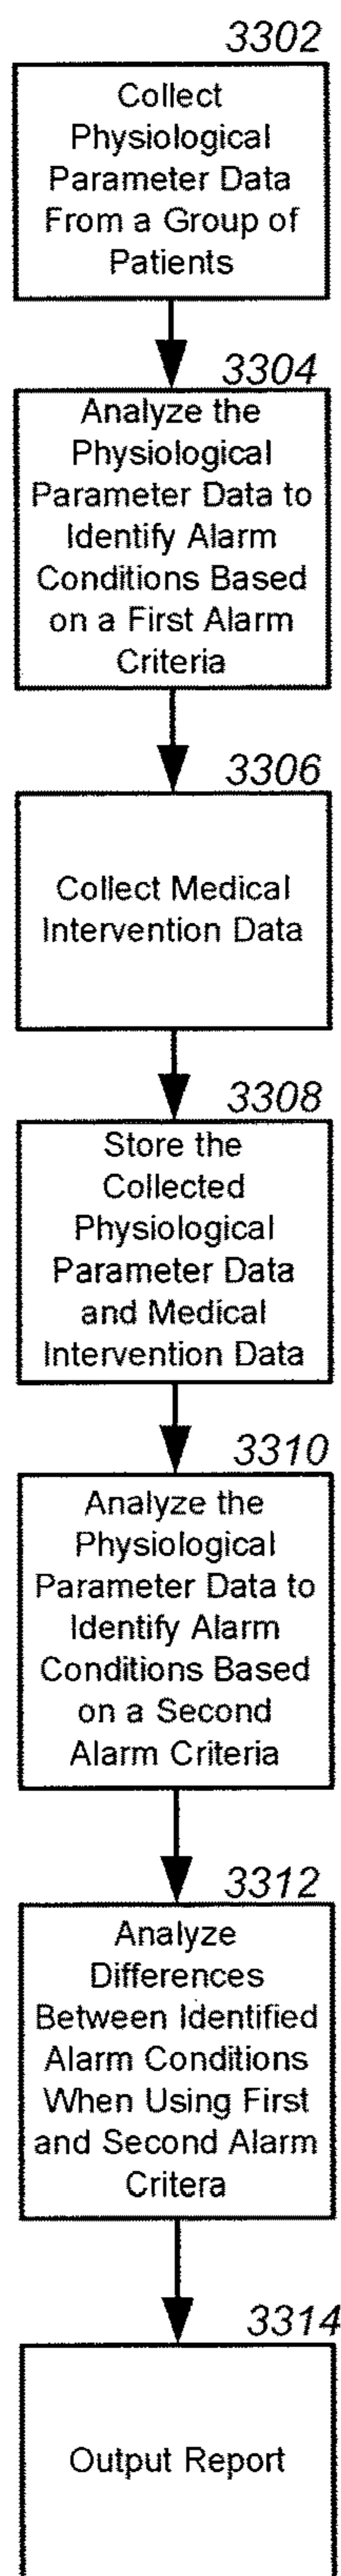 3302
Collect
Physiological
Parameter Data
From a Group of
Patients
3304
Analyze the
Physiological
Parameter Data to
Identify Alarm
Conditions Based
on a First Alarm
Criteria
3306
Collect Medical
Intervention Data
3308
Store the
Collected
Physiological
Parameter Data
and Medical
Intervention Data
3310
Analyze the
Physiological
Parameter Data to
Identify Alarm
Conditions Based
on a Second
Alarm Criteria
3312
Analyze
Differences
Between Identified
Alarm Conditions
When Using First
and Second Alarm
Critera
3314
Output Report